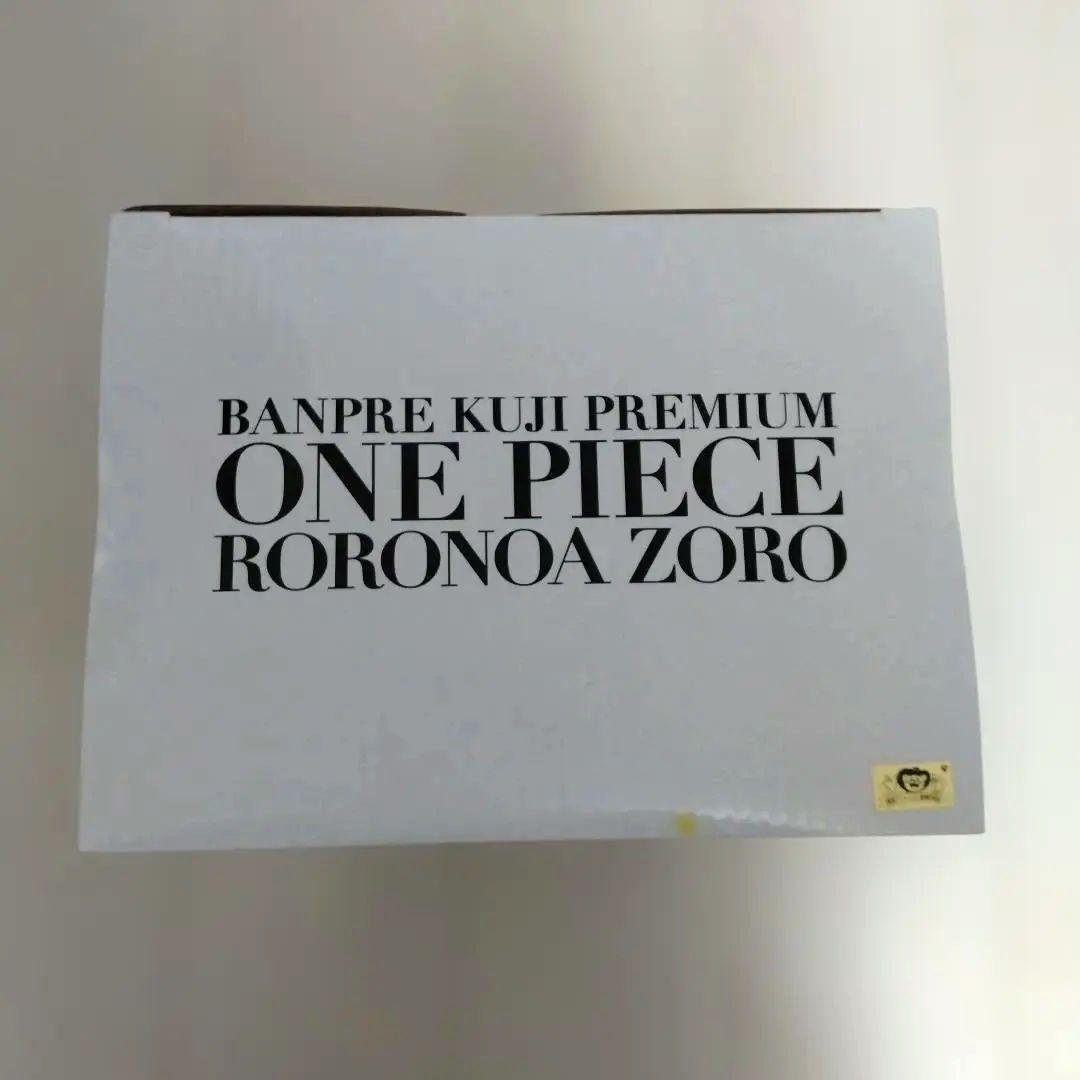 BANPRE KUJI PREMIUM
ONE PIECE
RORONOA ZORO